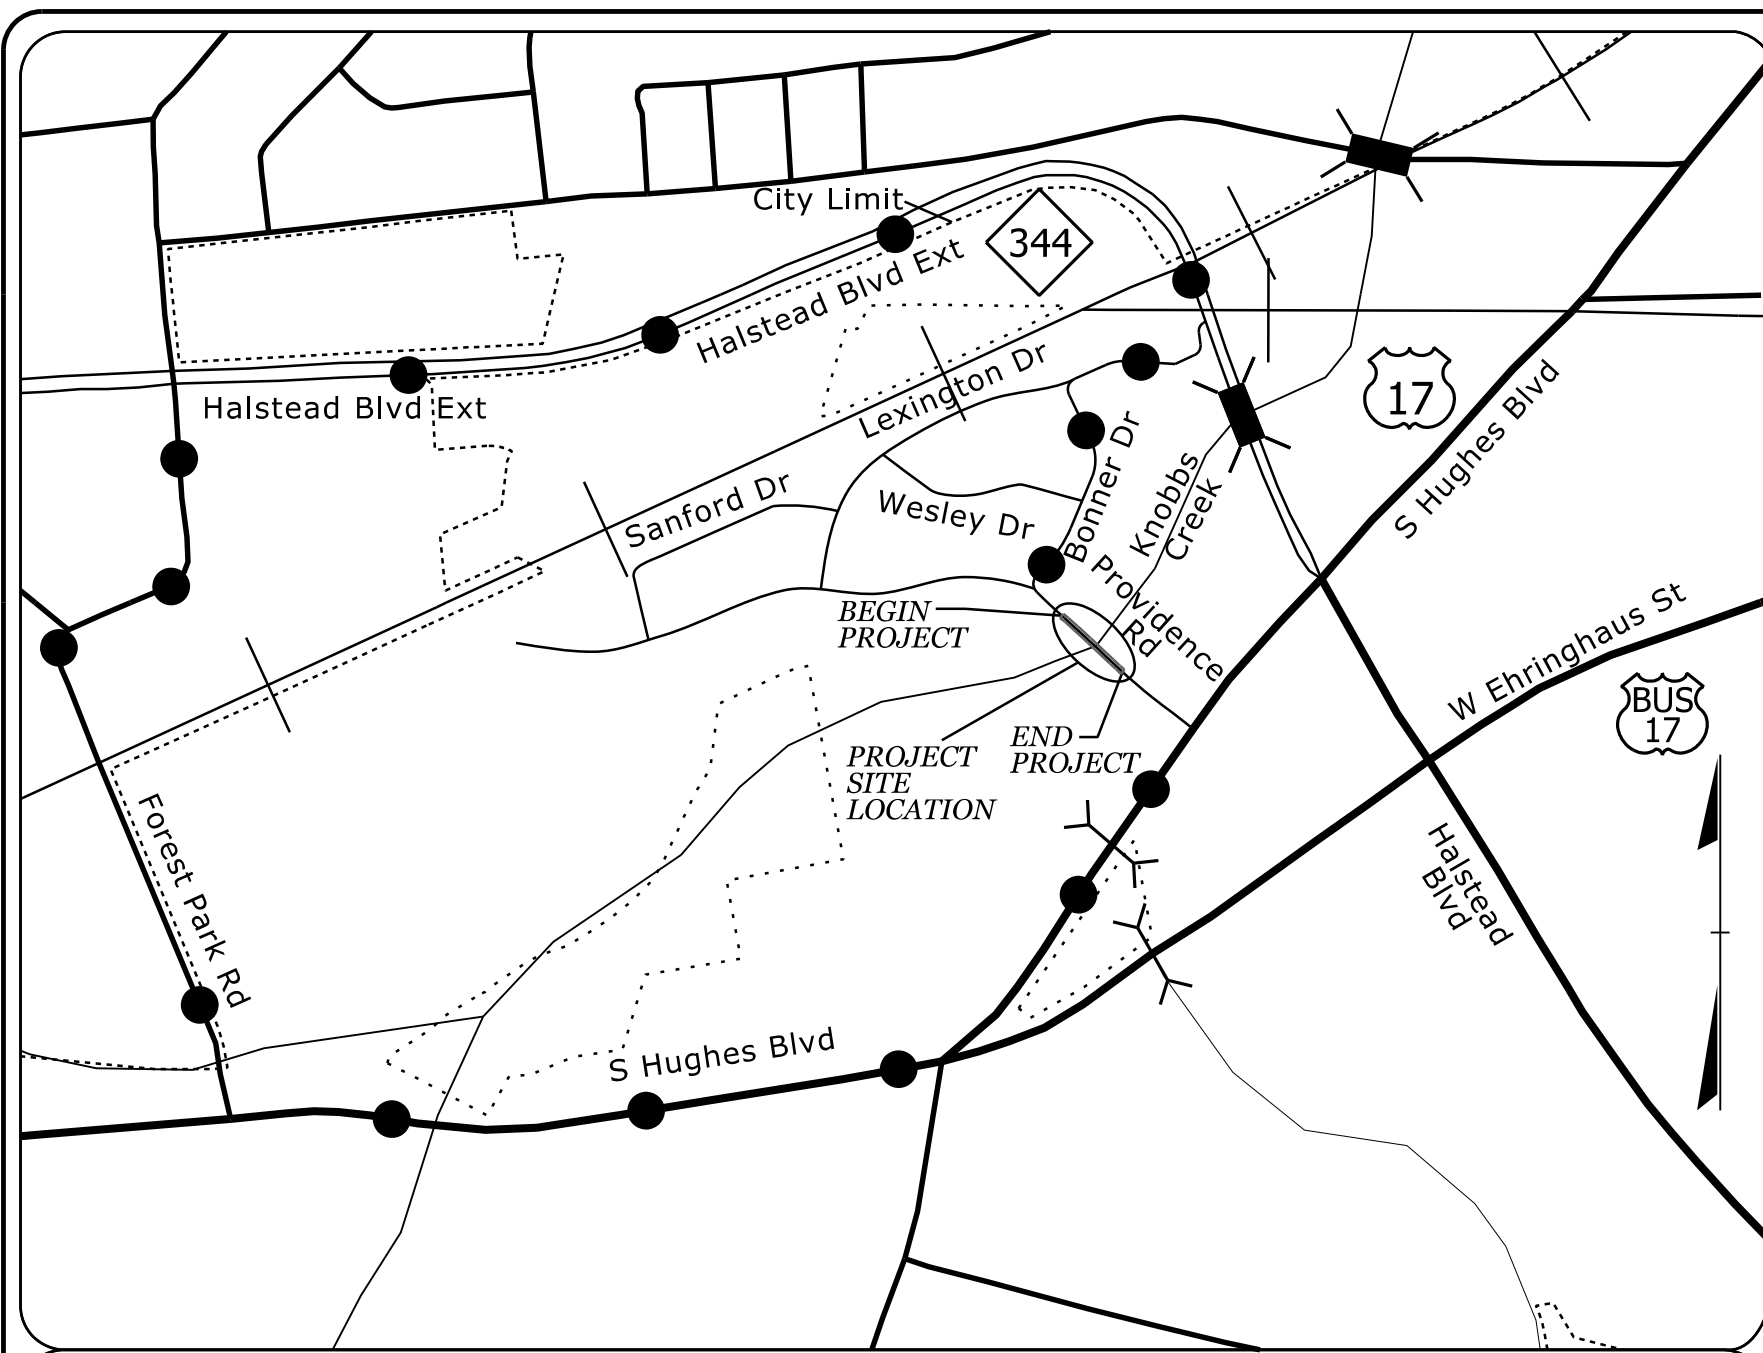 City Limit
Halstead Blvd Ext
344
Halstead Blvd Ext
Lexington Dr
17
S Hughes Blvd
Sanford Dr
Wesley Dr
Bonner Dr
Knobbs
Creek
Providence
Rd
BEGIN
PROJECT
W Ehringhaus St
BUS
17
END
PROJECT
PROJECT
SITE
LOCATION
Forest Park Rd
Halstead
Blvd
S Hughes Blvd